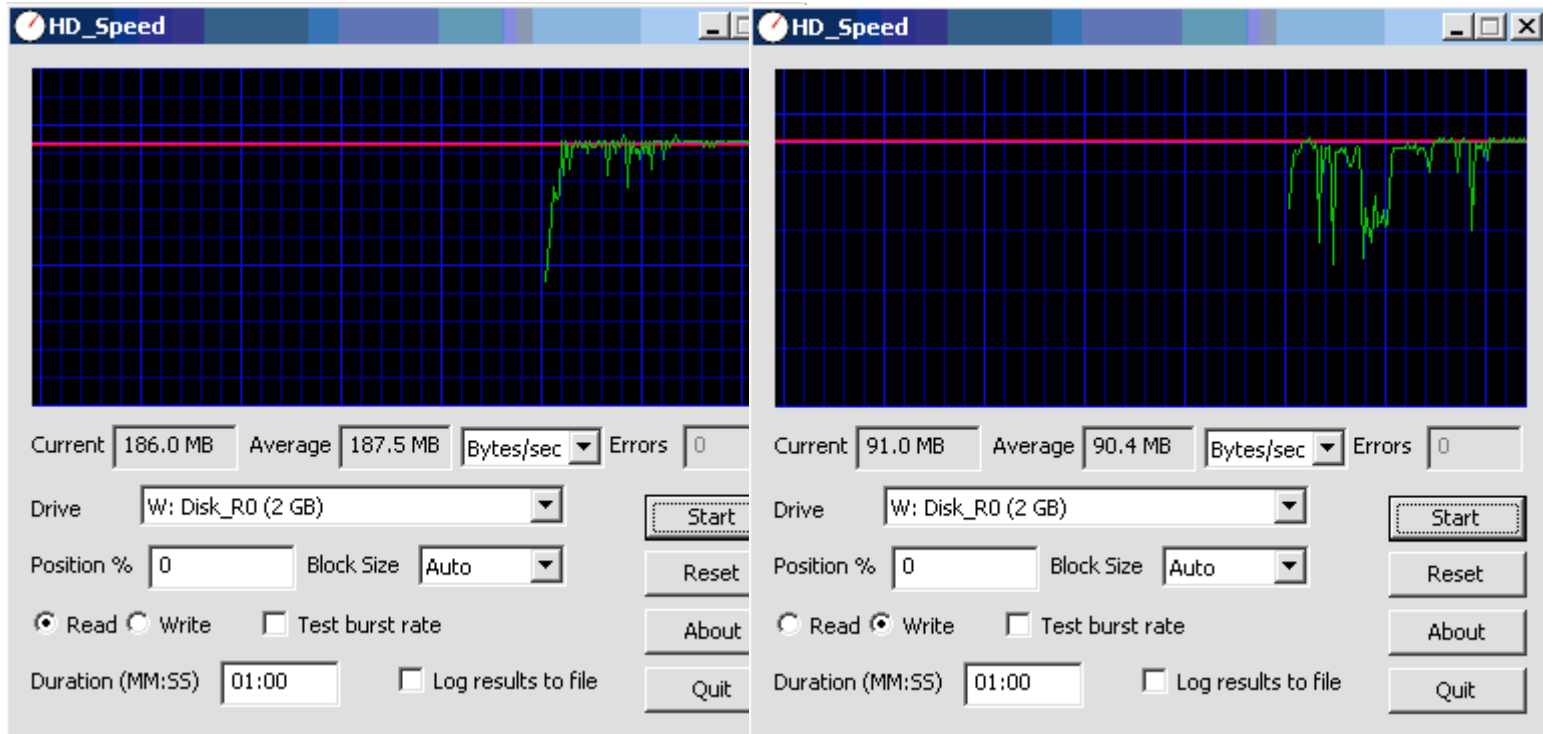 HD_Speed
Current 186.0 MB Average 187.5 MB Bytes/sec Errors 0
Drive W: Disk_R0 (2 GB) Start
Position % 0 Block Size Auto Reset
Read Write Test burst rate About
Duration (MM:SS) 01:00 Log results to file Quit
HD_Speed
Current 91.0 MB Average 90.4 MB Bytes/sec Errors 0
Drive W: Disk_R0 (2 GB) Start
Position % 0 Block Size Auto Reset
Read Write Test burst rate About
Duration (MM:SS) 01:00 Log results to file Quit